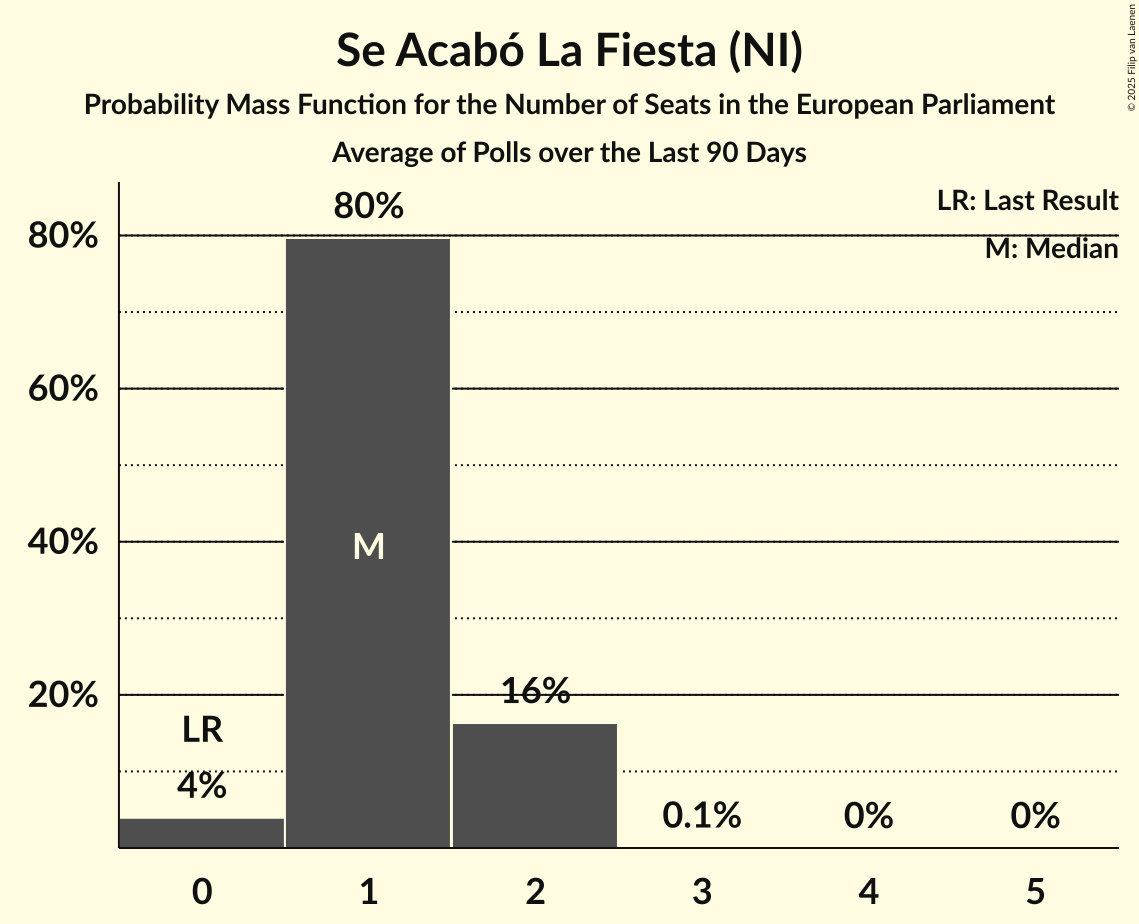 Se Acabó La Fiesta (NI)
Probability Mass Function for the Number of Seats in the European Parliament
Average of Polls over the Last 90 Days
© 2025 Filip van Laenen
LR: Last Result
M: Median
80%
60%
40%
20%
LR
4%
80%
M
16%
0.1%
0%
0%
0
1
2
3
4
5